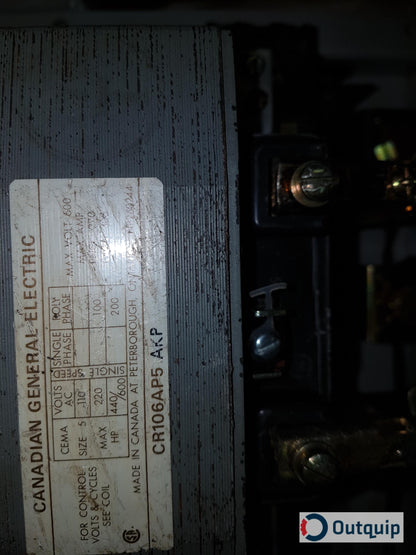 CANADIAN GENERAL ELECTRIC
MAX VOLT 600
CEMA VOLTS AC SINGLE PHASE POLY PHASE
SIZE 5 SINGLE SPEED
110
MAX 220 100
HP 440/600 200
FOR CONTROL
VOLTS & CYCLES
SEE COIL
MADE IN CANADA AT PETERBOROUGH, ONT
CR106AP5 AKP
Outquip